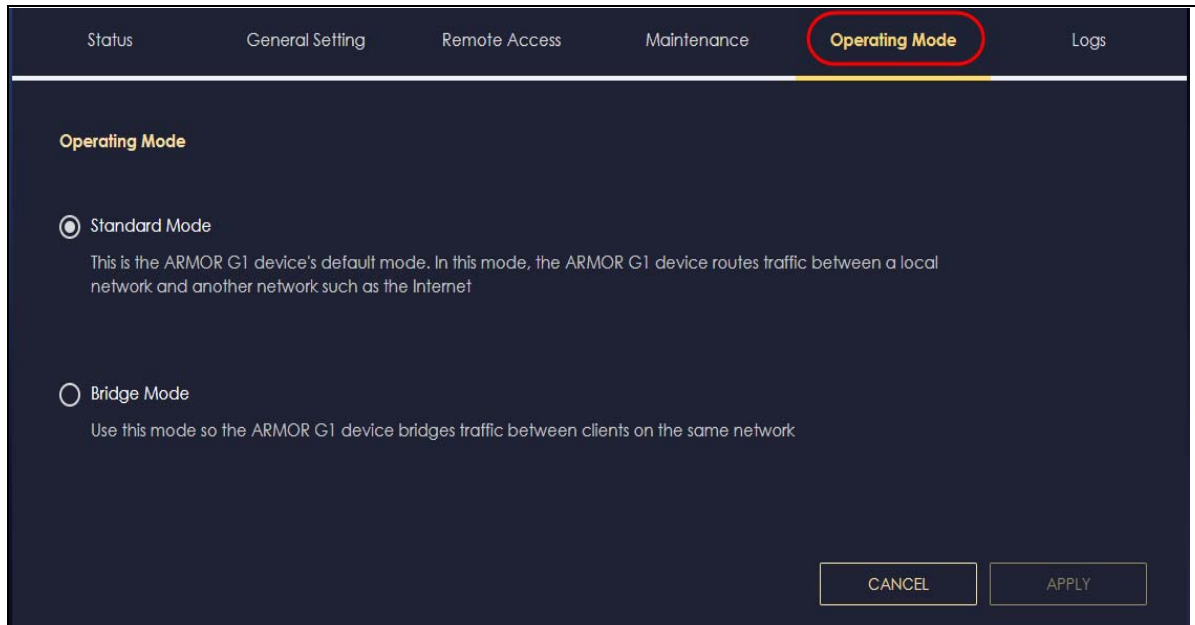 Status General Setting Remote Access Maintenance Operating Mode Logs
Operating Mode
Standard Mode
This is the ARMOR G1 device's default mode. In this mode, the ARMOR G1 device routes traffic between a local
network and another network such as the Internet
Bridge Mode
Use this mode so the ARMOR G1 device bridges traffic between clients on the same network
CANCEL APPLY